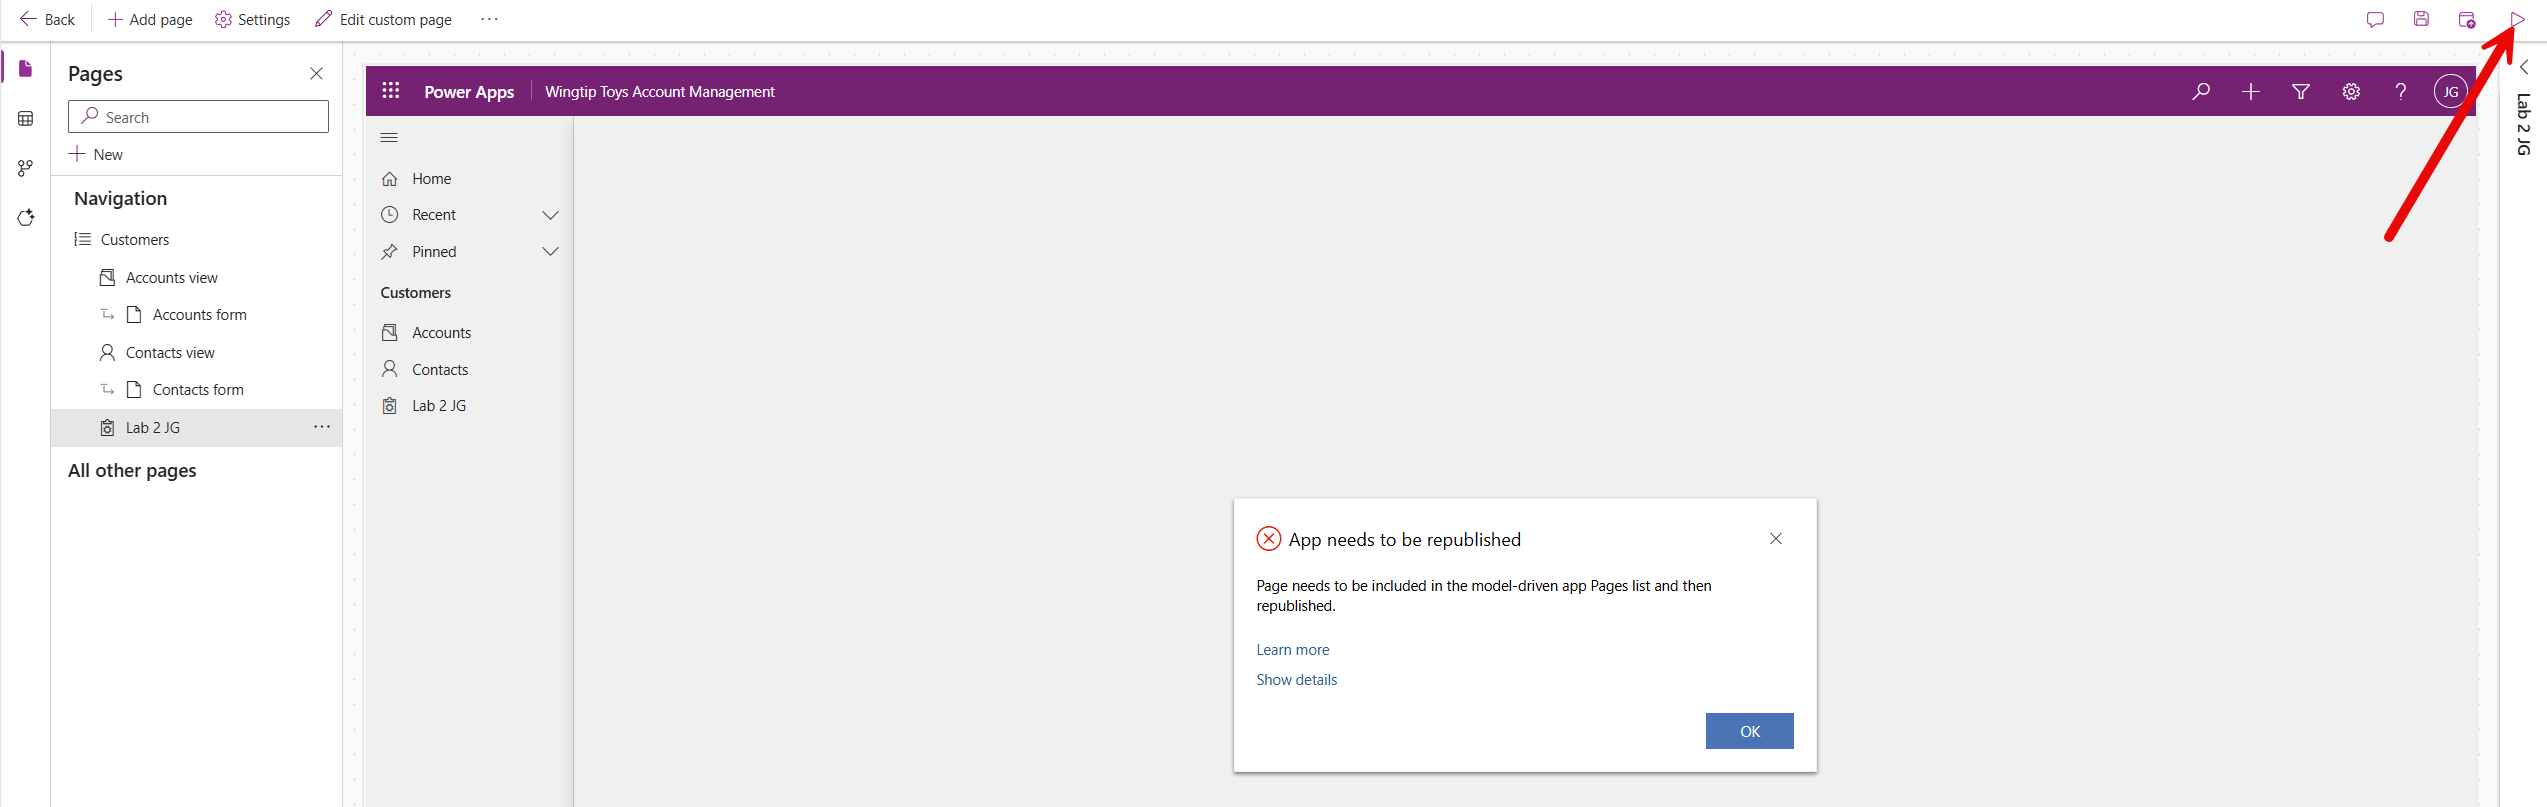 Back
Add page
Settings
Edit custom page
Pages
Search
New
Navigation
Customers
Accounts view
Accounts form
Contacts view
Contacts form
Lab 2 JG
All other pages
Power Apps
Wingtip Toys Account Management
JG
Home
Recent
Pinned
Customers
Accounts
Contacts
Lab 2 JG
App needs to be republished
Page needs to be included in the model-driven app Pages list and then
republished.
Learn more
Show details
OK
Lab 2 JG